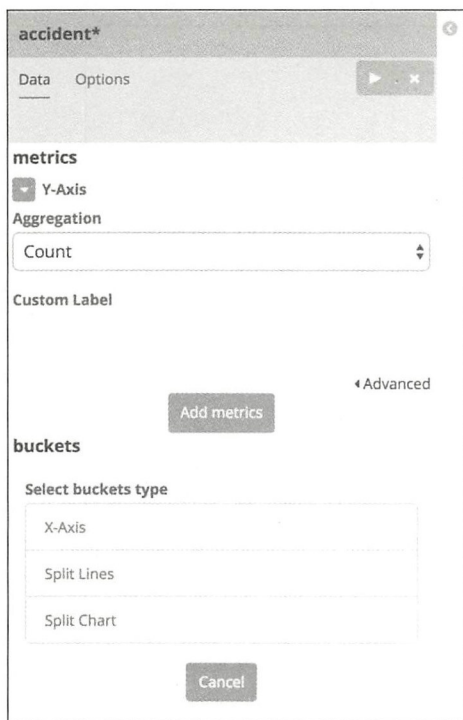 accident*
Data Options
metrics
Y-Axis
Aggregation
Count
Custom Label
Advanced
Add metrics
buckets
Select buckets type
X-Axis
Split Lines
Split Chart
Cancel